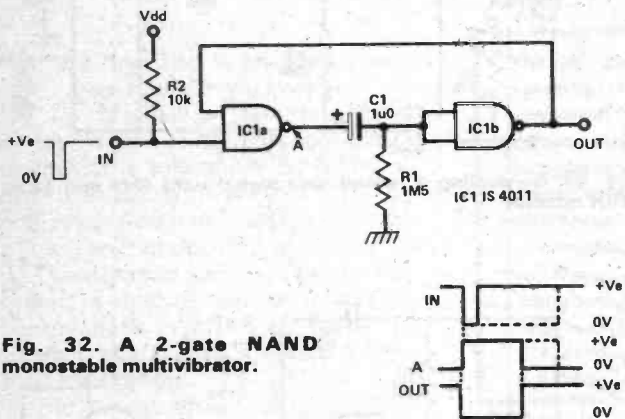 Vdd
R2
10k
+Ve
0V
IN
IC1a
A
+
C1
1u0
R1
1M5
IC1b
OUT
IC1 IS 4011
IN
+Ve
0V
+Ve
A
0V
OUT
+Ve
0V
Fig. 32. A 2-gate NAND
monostable multivibrator.